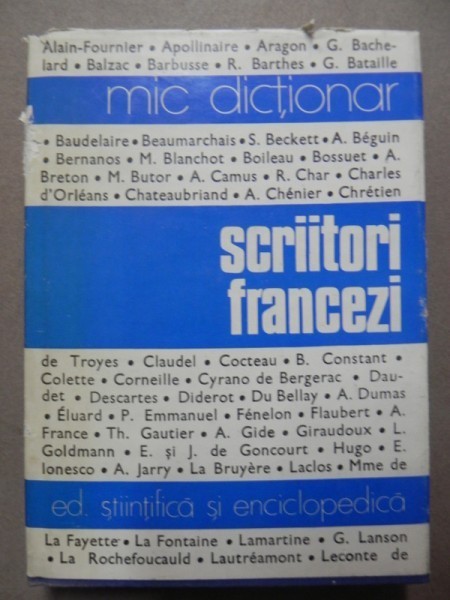 Alain-Fournier • Apollinaire • Aragon • G. Bache-
lard • Balzac • Barbusse • R. Barthes • G. Bataille
mic dicționar
• Baudelaire • Beaumarchais • S. Beckett • A. Béguin
• Bernanos • M. Blanchot • Boileau • Bossuet • A.
Breton • M. Butor • A. Camus • R. Char • Charles
d'Orléans • Chateaubriand • A. Chénier • Chrétien
scriitori
francezi
de Troyes • Claudel • Cocteau • B. Constant •
Colette • Corneille • Cyrano de Bergerac • Dau-
det • Descartes • Diderot • Du Bellay • A. Dumas
• Éluard • P. Emmanuel • Fénelon • Flaubert • A.
France • Th. Gautier • A. Gide • Giraudoux • L.
Goldmann • E. și J. de Goncourt • Hugo • E.
Ionesco • A. Jarry • La Bruyère • Laclos • Mme de
ed. științifică și enciclopedică
La Fayette • La Fontaine • Lamartine • G. Lanson
• La Rochefoucauld • Lautréamont • Leconte de